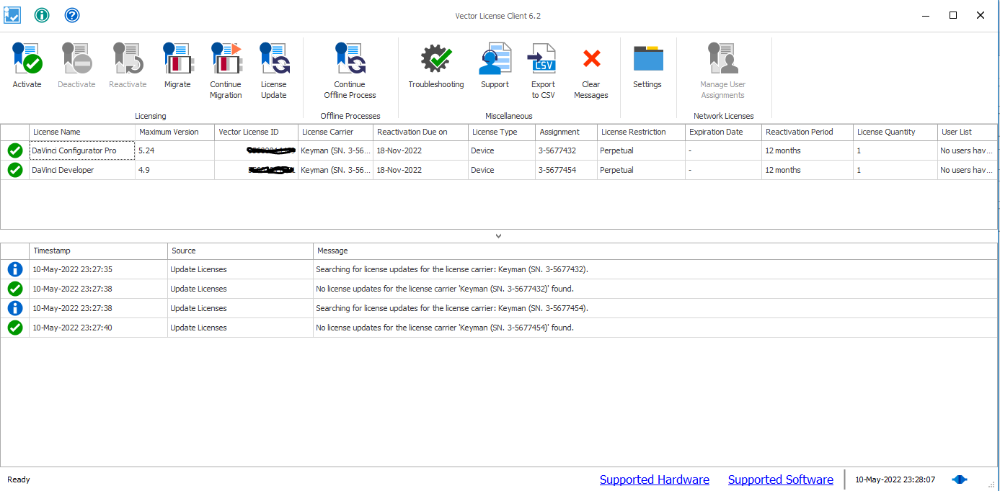 Vector License Client 6.2
Activate
Deactivate
Reactivate
Migrate
Continue
Migration
License
Update
Continue
Offline Process
Troubleshooting
Support
CSV
Export
to CSV
Clear
Messages
Settings
Manage User
Assignments
Licensing
Offline Processes
Miscellaneous
Network Licenses
License Name Maximum Version Vector License ID License Carrier Reactivation Due on License Type Assignment License Restriction Expiration Date Reactivation Period License Quantity User List
DaVinci Configurator Pro 5.24 Keyman (SN. 3-56... 18-Nov-2022 Device 3-5677432 Perpetual - 12 months 1 No users hav...
DaVinci Developer 4.9 Keyman (SN. 3-56... 18-Nov-2022 Device 3-5677454 Perpetual - 12 months 1 No users hav...
Timestamp Source Message
10-May-2022 23:27:35 Update Licenses Searching for license updates for the license carrier: Keyman (SN. 3-5677432).
10-May-2022 23:27:38 Update Licenses No license updates for the license carrier 'Keyman (SN. 3-5677432)' found.
10-May-2022 23:27:38 Update Licenses Searching for license updates for the license carrier: Keyman (SN. 3-5677454).
10-May-2022 23:27:40 Update Licenses No license updates for the license carrier 'Keyman (SN. 3-5677454)' found.
Ready Supported Hardware Supported Software 10-May-2022 23:28:07